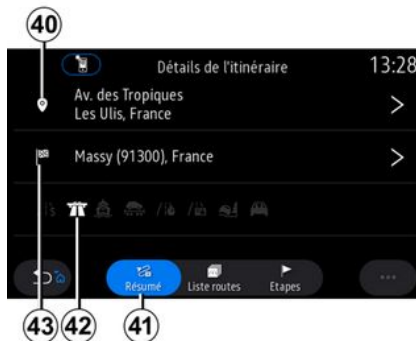 40
Détails de l'itinéraire
13:28
Av. des Tropiques
Les Ulis, France
Massy (91300), France
Résumé
Liste routes
Etapes
43
42
41